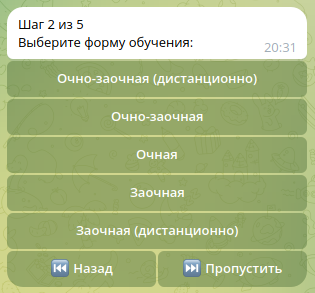 Шаг 2 из 5
Выберите форму обучения:
20:31
Очно-заочная (дистанционно)
Очно-заочная
Очная
Заочная
Заочная (дистанционно)
⏮ Назад
⏭ Пропустить